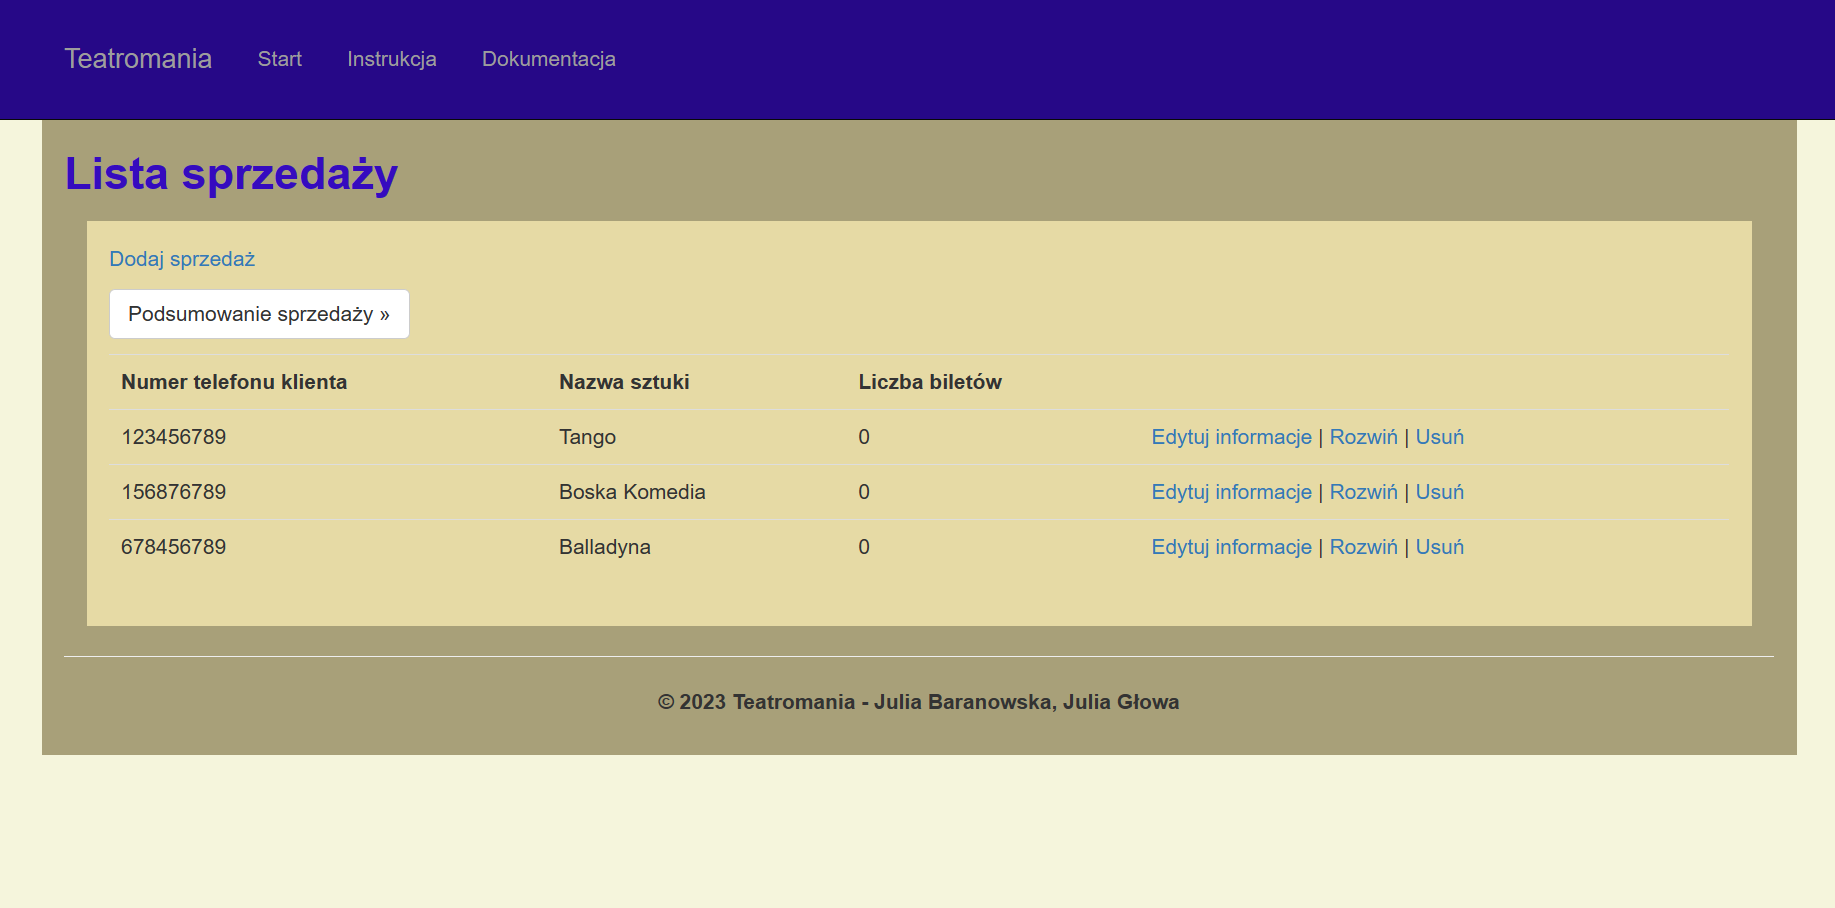 Teatromania Start Instrukcja Dokumentacja
Lista sprzedaży
Dodaj sprzedaż
Podsumowanie sprzedaży »
Numer telefonu klienta Nazwa sztuki Liczba biletów
123456789 Tango 0 Edytuj informacje | Rozwiń | Usuń
156876789 Boska Komedia 0 Edytuj informacje | Rozwiń | Usuń
678456789 Balladyna 0 Edytuj informacje | Rozwiń | Usuń
© 2023 Teatromania - Julia Baranowska, Julia Głowa